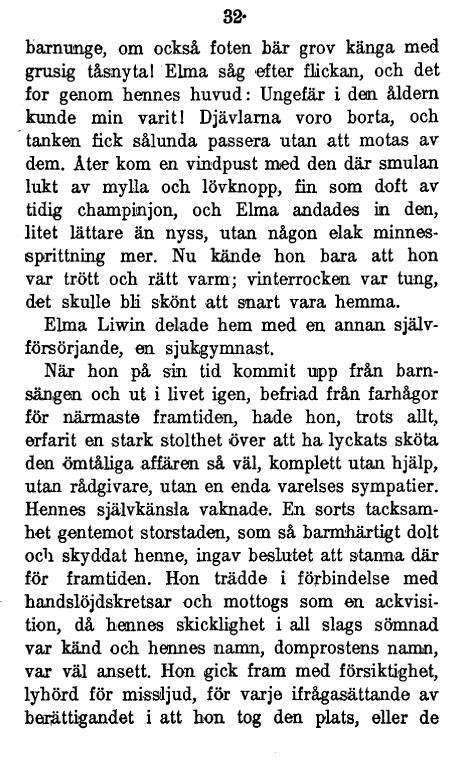 32·
barnunge, om också foten bär grov känga med
grusig tåsnyta! Elma såg efter flickan, och det
for genom hennes huvud: Ungefär i den åldern
kunde min varit! Djävlarna voro borta, och
tanken fick sålunda passera utan att motas av
dem. Åter kom en vindpust med den där smulan
lukt av mylla och lövknopp, fin som doft av
tidig champinjon, och Elma andades in den,
litet lättare än nyss, utan någon elak minnes-
sprittning mer. Nu kände hon bara att hon
var trött och rätt varm; vinterrocken var tung,
det skulle bli skönt att snart vara hemma.
Elma Liwin delade hem med en annan själv-
försörjande, en sjukgymnast.
När hon på sin tid kommit upp från barn-
sängen och ut i livet igen, befriad från farhågor
för närmaste framtiden, hade hon, trots allt,
erfarit en stark stolthet över att ha lyckats sköta
den ömtåliga affären så väl, komplett utan hjälp,
utan rådgivare, utan en enda varelses sympatier.
Hennes självkänsla vaknade. En sorts tacksam-
het gentemot storstaden, som så barmhärtigt dolt
och skyddat henne, ingav beslutet att stanna där
för framtiden. Hon trädde i förbindelse med
handslöjdskretsar och mottogs som en ackvisi-
tion, då hennes skicklighet i all slags sömnad
var känd och hennes namn, domprostens namn,
var väl ansett. Hon gick fram med försiktighet,
lyhörd för missljud, för varje ifrågasättande av
berättigandet i att hon tog den plats, eller de